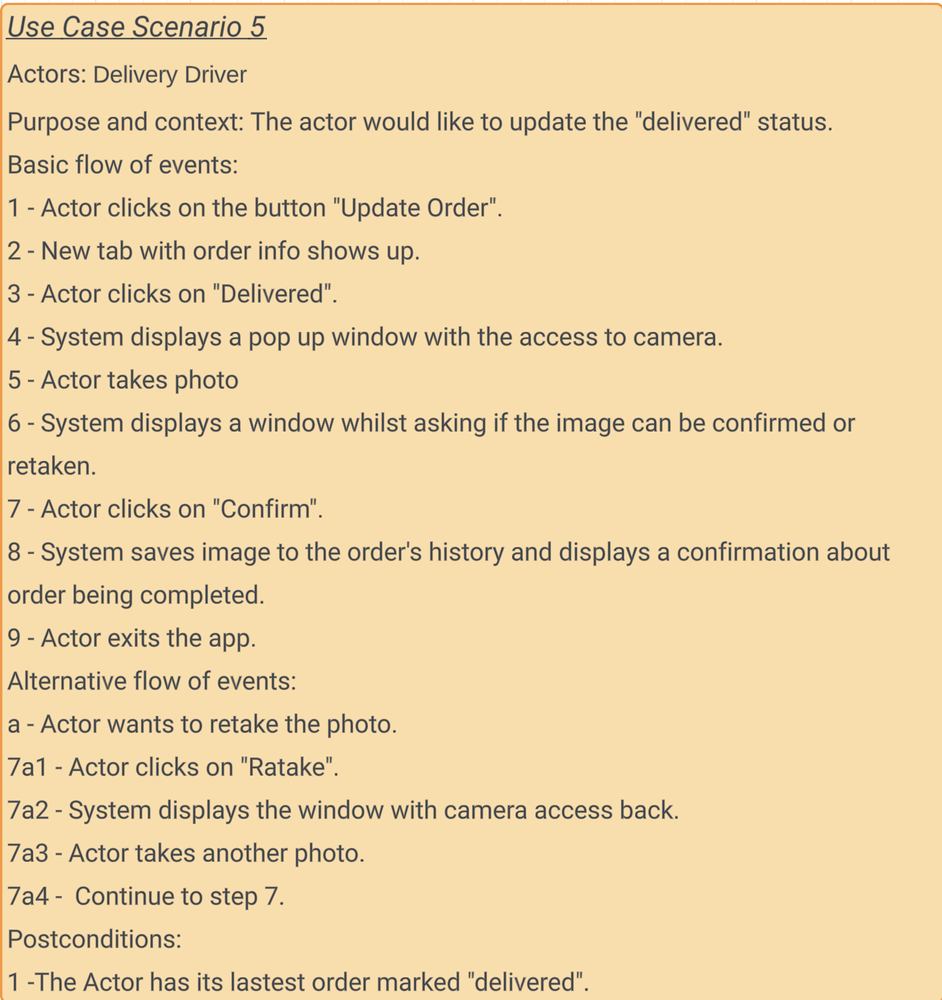 Use Case Scenario 5
Actors: Delivery Driver
Purpose and context: The actor would like to update the "delivered" status.
Basic flow of events:
1 - Actor clicks on the button "Update Order".
2 - New tab with order info shows up.
3 - Actor clicks on "Delivered".
4 - System displays a pop up window with the access to camera.
5 - Actor takes photo
6 - System displays a window whilst asking if the image can be confirmed or
retaken.
7 - Actor clicks on "Confirm".
8 - System saves image to the order's history and displays a confirmation about
order being completed.
9 - Actor exits the app.
Alternative flow of events:
a - Actor wants to retake the photo.
7a1 - Actor clicks on "Ratake".
7a2 - System displays the window with camera access back.
7a3 - Actor takes another photo.
7a4 -  Continue to step 7.
Postconditions:
1 -The Actor has its lastest order marked "delivered".